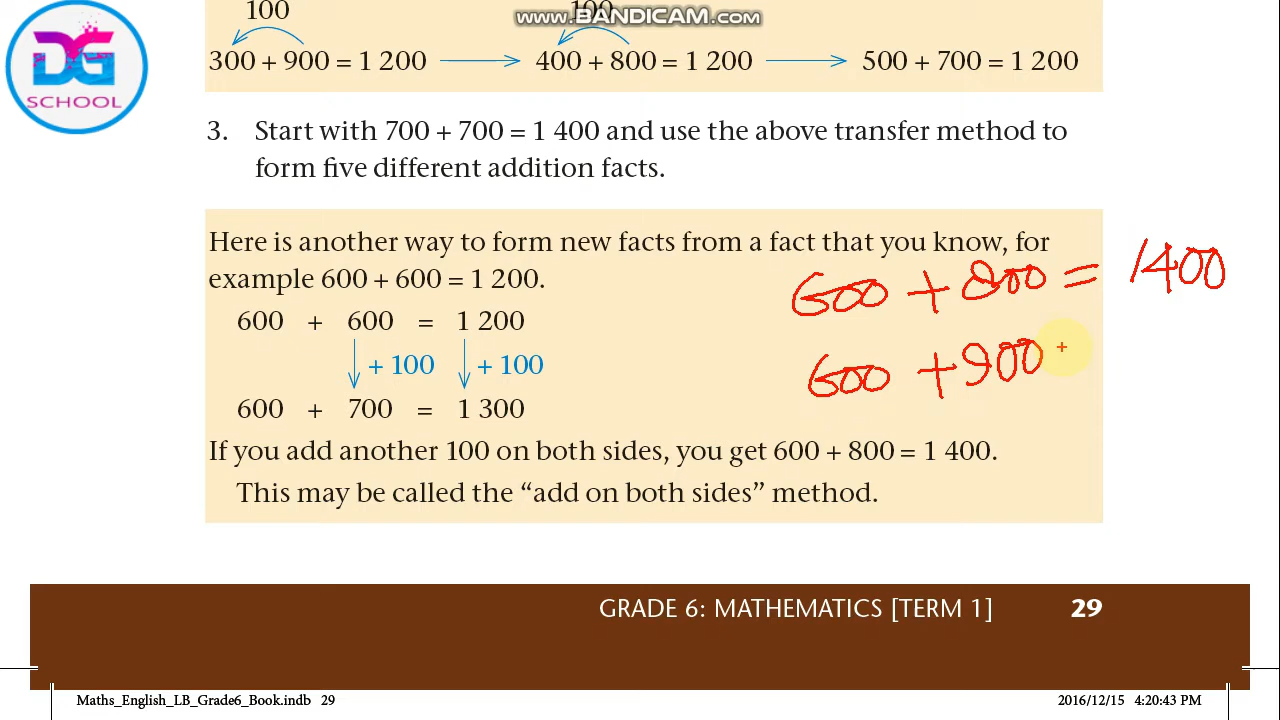 www.BANDICAM.com
100 100
300 + 900 = 1 200 400 + 800 = 1 200 500 + 700 = 1 200
DG
SCHOOL
3. Start with 700 + 700 = 1 400 and use the above transfer method to
form five different addition facts.
Here is another way to form new facts from a fact that you know, for
example 600 + 600 = 1 200.
600 + 800 = 1400
600 + 600 = 1 200
+ 100 + 100
600 + 900
600 + 700 = 1 300
If you add another 100 on both sides, you get 600 + 800 = 1 400.
This may be called the “add on both sides” method.
GRADE 6: MATHEMATICS [TERM 1] 29
Maths_English_LB_Grade6_Book.indb 29 2016/12/15 4:20:43 PM